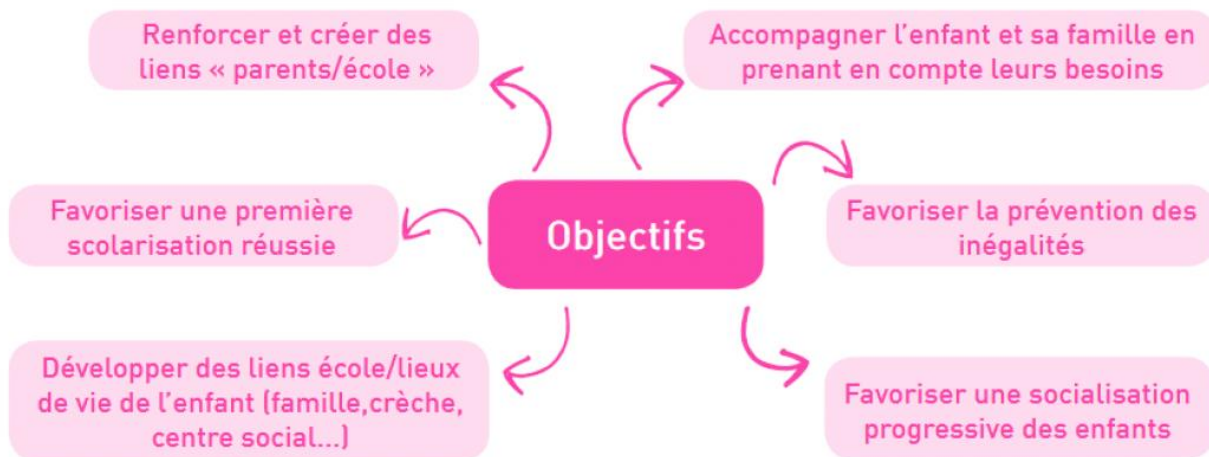 Renforcer et créer des
liens « parents/école »
Accompagner l'enfant et sa famille en
prenant en compte leurs besoins
Favoriser une première
scolarisation réussie
Objectifs
Favoriser la prévention des
inégalités
Développer des liens école/lieux
de vie de l'enfant (famille,crèche,
centre social...)
Favoriser une socialisation
progressive des enfants